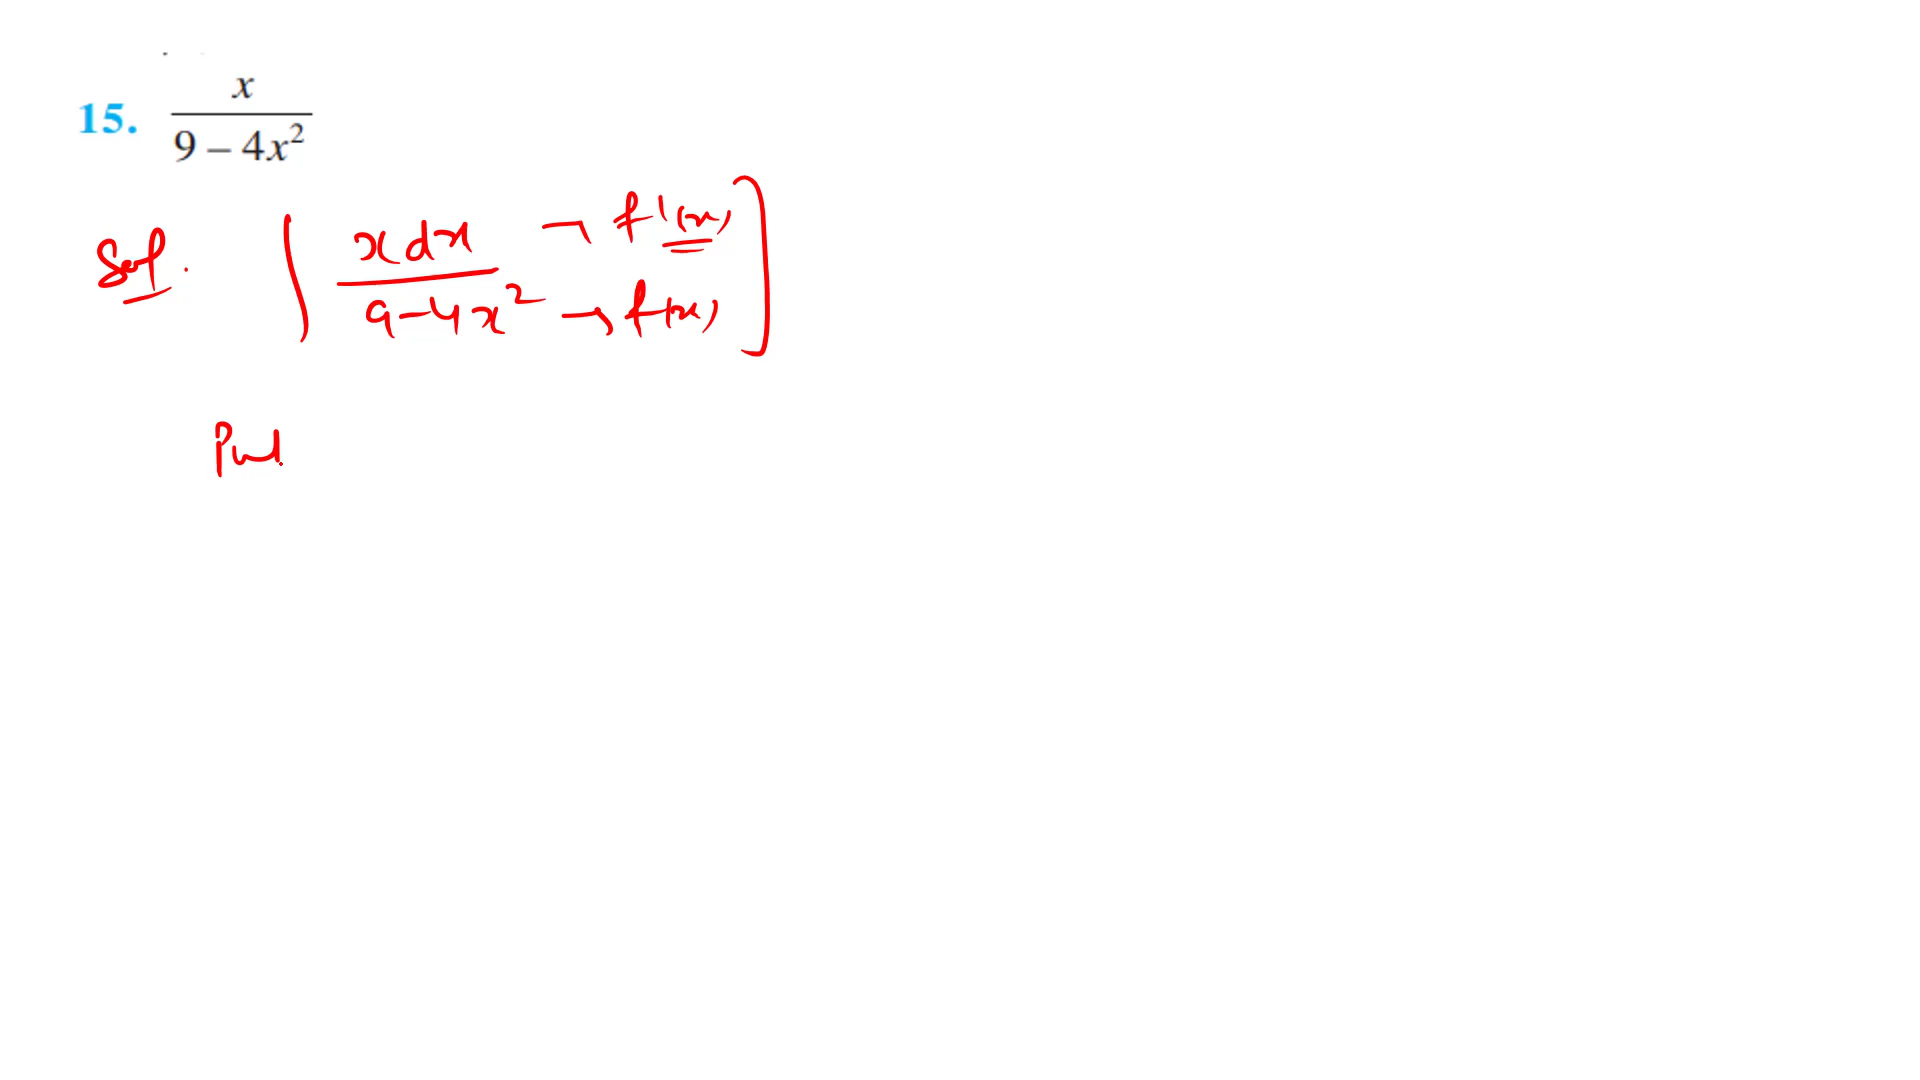 15. x / (9 – 4x²)
Sol. ∫ x dx / (9-4x²) → f'(x) → f(x) ]
Put